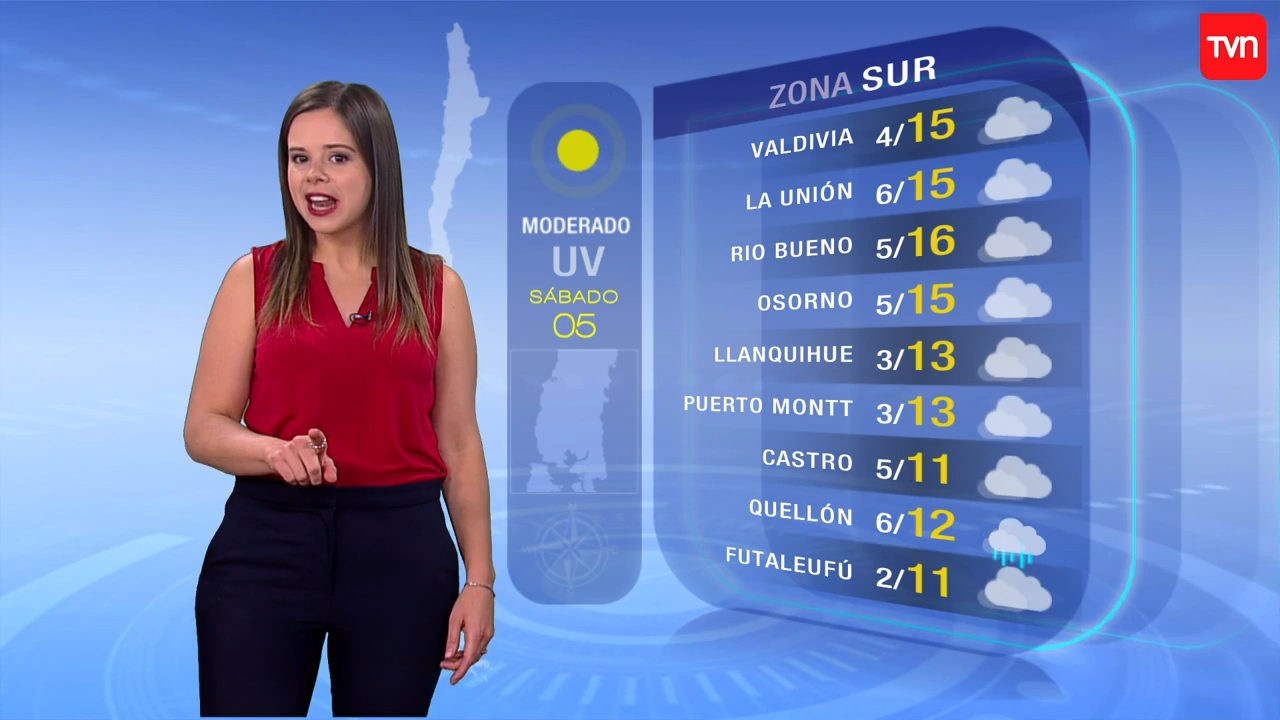 TVN
ZONA SUR
VALDIVIA 4/15
LA UNIÓN 6/15
RIO BUENO 5/16
OSORNO 5/15
LLANQUIHUE 3/13
PUERTO MONTT 3/13
CASTRO 5/11
QUELLÓN 6/12
FUTALEUFÚ 2/11
MODERADO
UV
SÁBADO
05